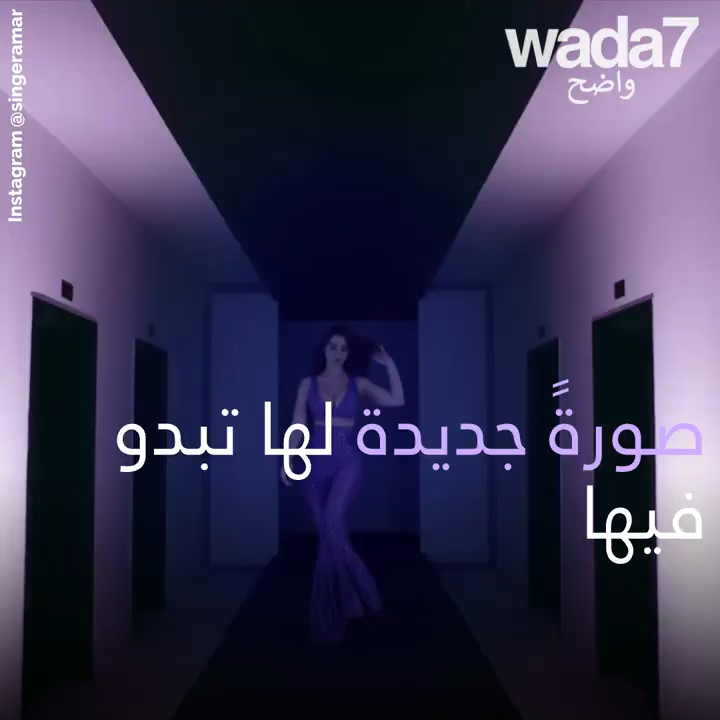 wada7
واضح
Instagram @singeramar
صورةً جديدة لها تبدو
فيها